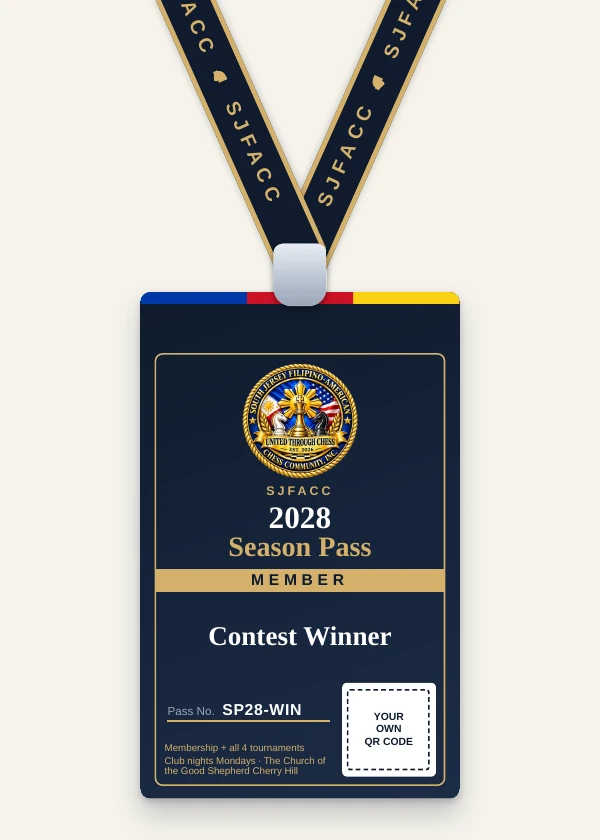 ACC SJFACC
SJFACC SJFA
SOUTH JERSEY FILIPINO-AMERICAN
UNITED THROUGH CHESS
EST. 2026
CHESS COMMUNITY, INC.
SJFACC
2028
Season Pass
MEMBER
Contest Winner
Pass No. SP28-WIN
YOUR
OWN
QR CODE
Membership + all 4 tournaments
Club nights Mondays · The Church of
the Good Shepherd Cherry Hill